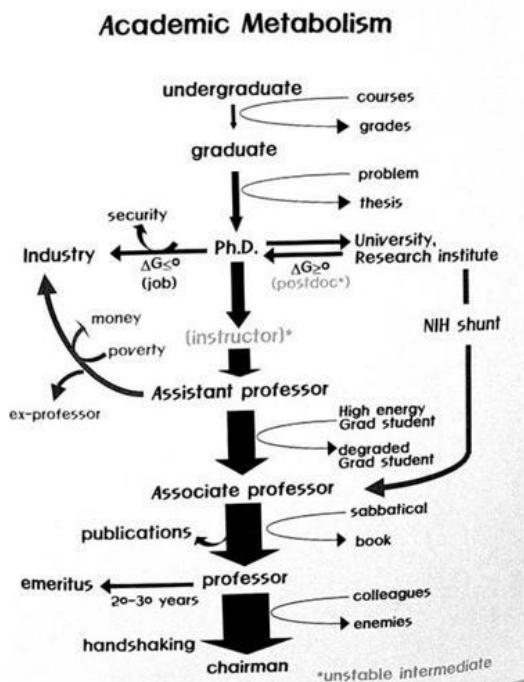 Academic Metabolism
undergraduate
courses
grades
graduate
problem
thesis
security
Industry
ΔG≤0
(job)
Ph.D.
ΔG≥0
(postdoc*)
University,
Research institute
NIH shunt
money
poverty
ex-professor
(instructor)*
Assistant professor
High energy
Grad student
degraded
Grad student
Associate professor
publications
sabbatical
book
emeritus
20-30 years
professor
colleagues
enemies
handshaking
chairman
*unstable intermediate